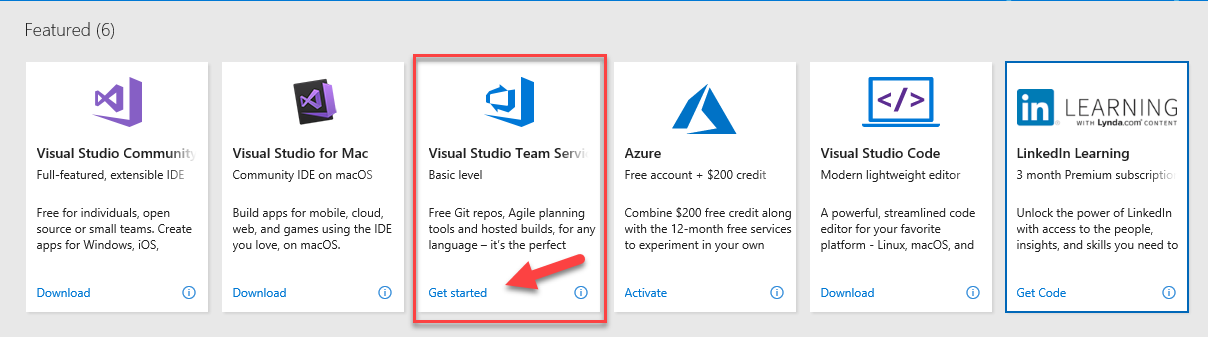 Featured (6)
Visual Studio Community
Full-featured, extensible IDE
Free for individuals, open
source or small teams. Create
apps for Windows, iOS,
Download
Visual Studio for Mac
Community IDE on macOS
Build apps for mobile, cloud,
web, and games using the IDE
you love, on macOS.
Download
Visual Studio Team Servi
Basic level
Free Git repos, Agile planning
tools and hosted builds, for any
language – it's the perfect
Get started
Azure
Free account + $200 credit
Combine $200 free credit along
with the 12-month free services
to experiment in your own
Activate
</>
Visual Studio Code
Modern lightweight editor
A powerful, streamlined code
editor for your favorite
platform - Linux, macOS, and
Download
in LEARNING
WITH Lynda.com CONTENT
LinkedIn Learning
3 month Premium subscriptio
Unlock the power of LinkedIn
with access to the people,
insights, and skills you need to
Get Code